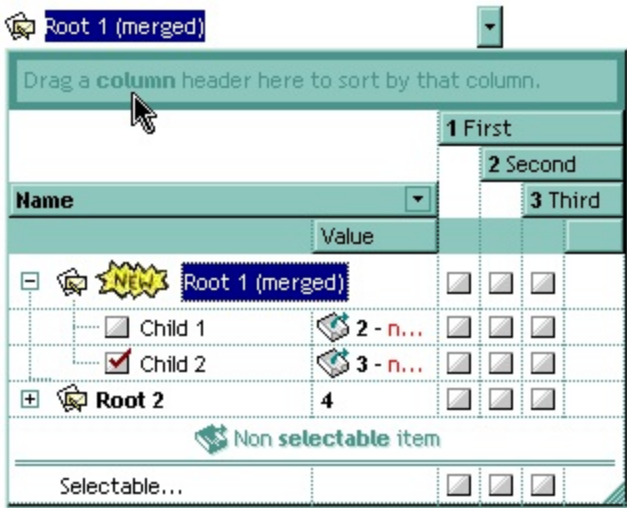 Root 1 (merged)
Drag a column header here to sort by that column.
1 First
2 Second
Name 3 Third
Value
NEW Root 1 (merged)
Child 1 2 - n...
Child 2 3 - n...
Root 2 4
Non selectable item
Selectable...